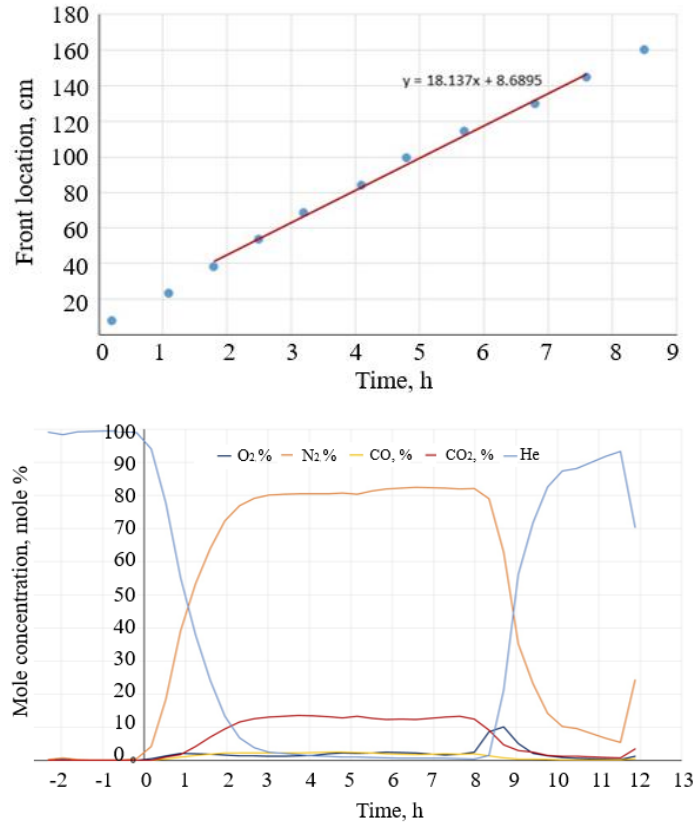 180
160
140
120
100
80
60
40
20
Front location, cm
y = 18.137x + 8.6895
0 1 2 3 4 5 6 7 8 9
Time, h
100
90
80
70
60
50
40
30
20
10
0
Mole concentration, mole %
O2 % N2 % CO, % CO2, % He
-2 -1 0 1 2 3 4 5 6 7 8 9 10 11 12 13
Time, h